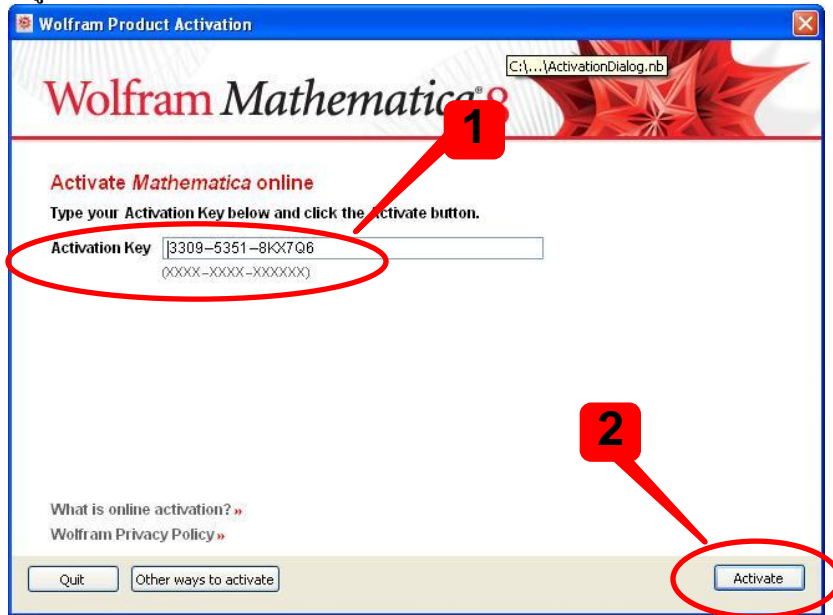 Wolfram Product Activation
C:\...\ActivationDialog.nb
Wolfram Mathematica® 8
1
Activate Mathematica online
Type your Activation Key below and click the Activate button.
Activation Key 3309–5351–8KX7Q6
(XXXX-XXXX-XXXXXX)
2
What is online activation? »
Wolfram Privacy Policy »
Quit Other ways to activate Activate